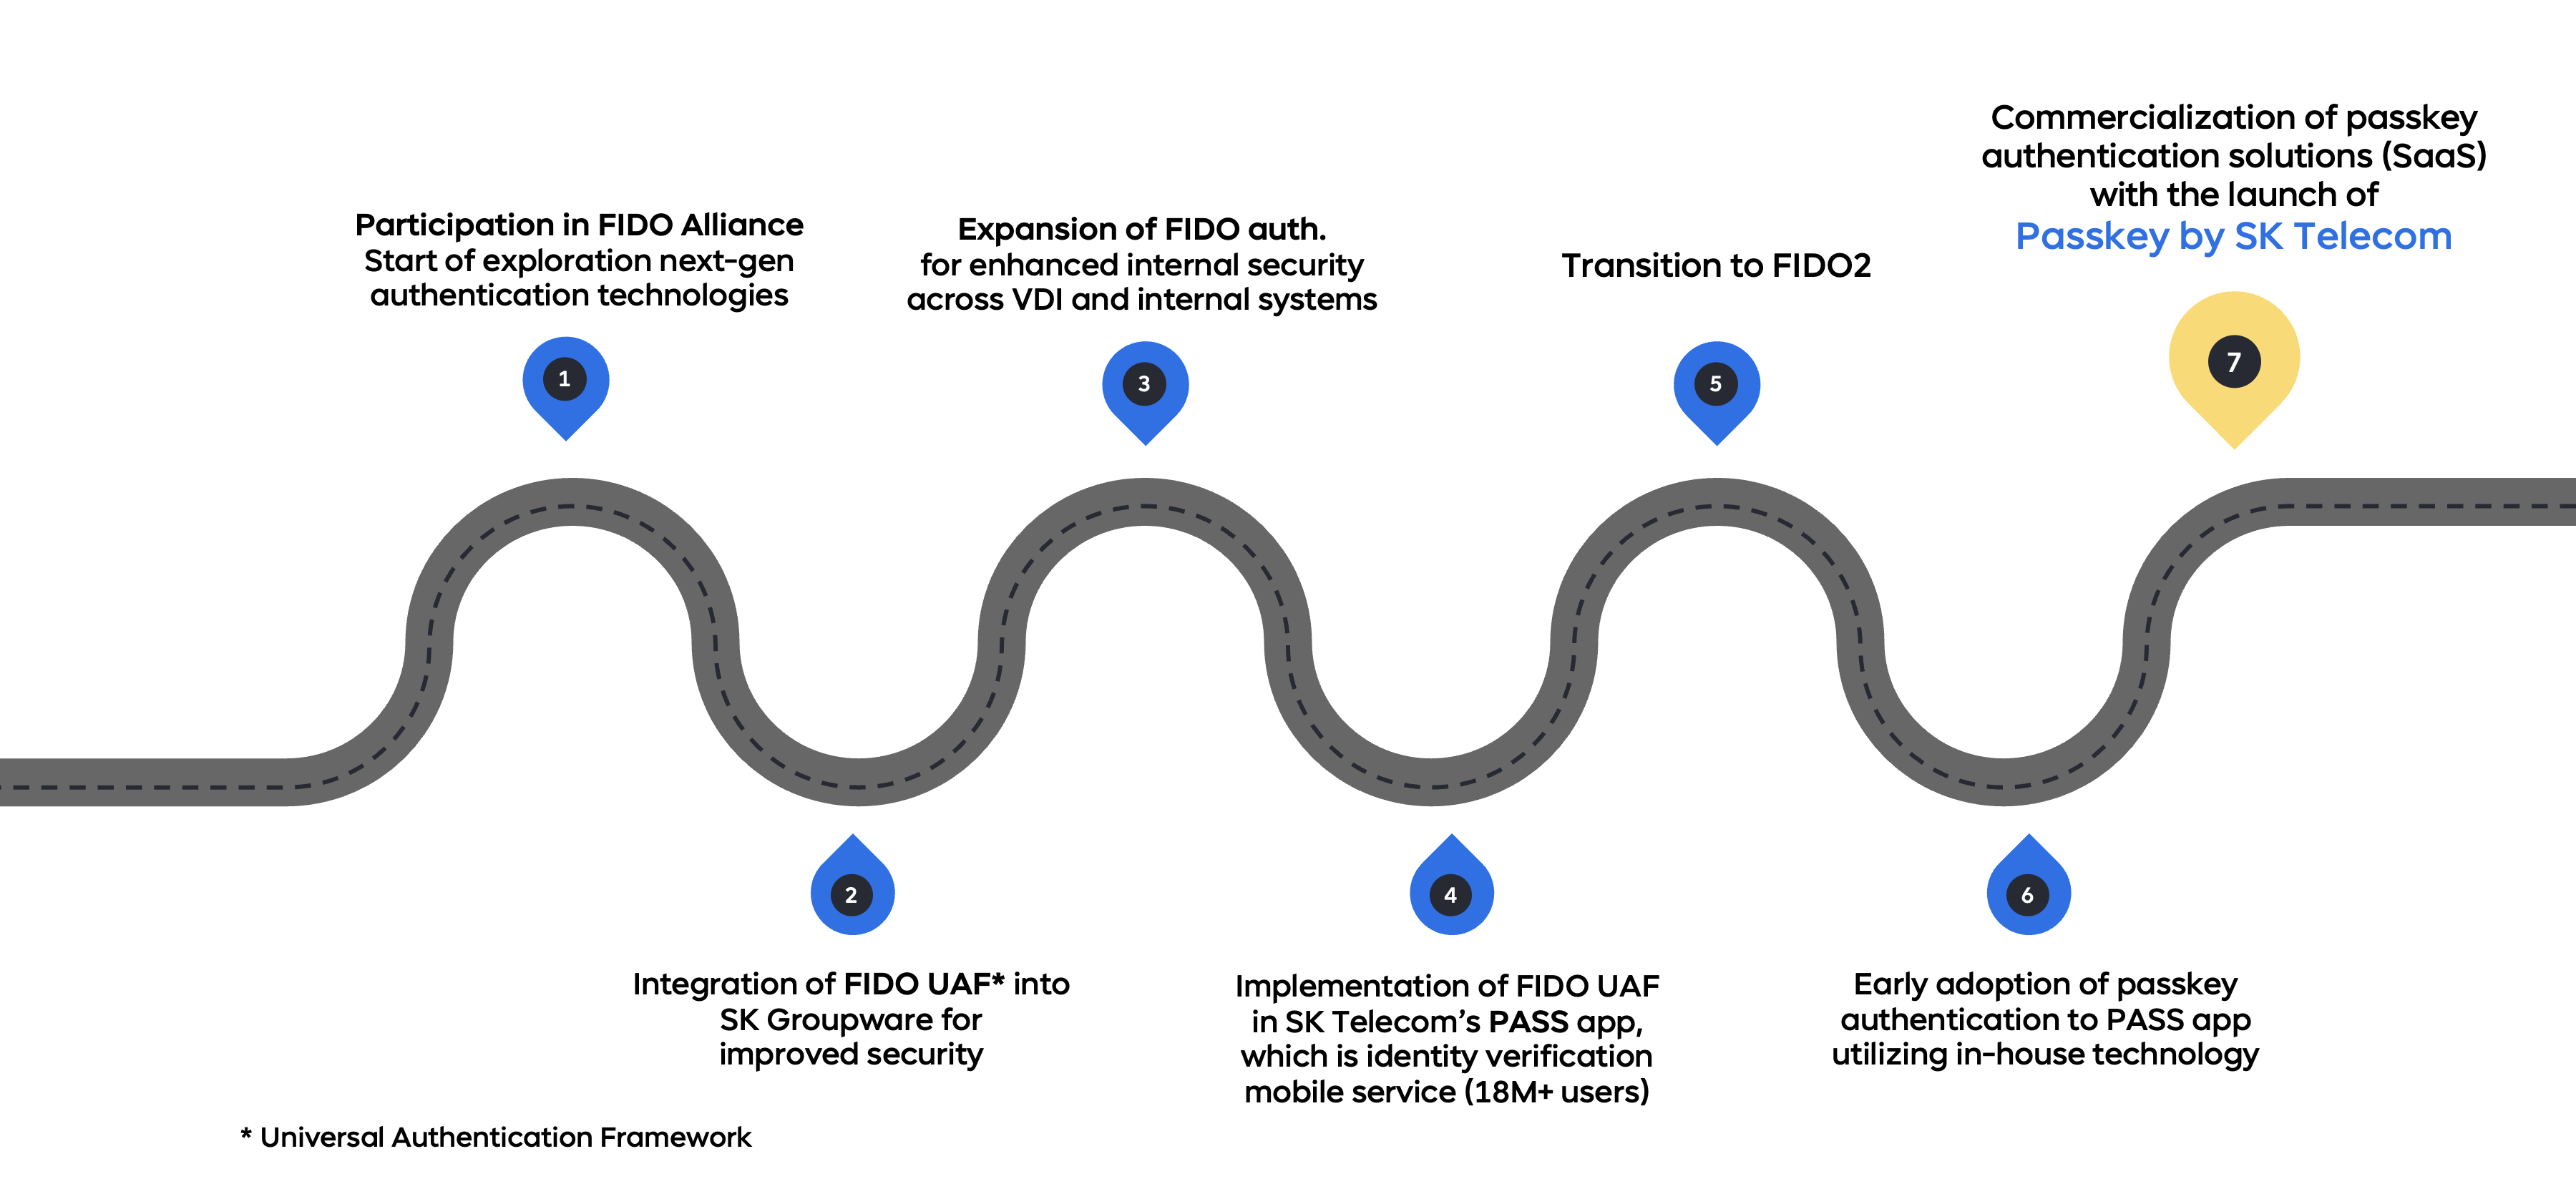 Participation in FIDO Alliance
Start of exploration next-gen
authentication technologies
1
Integration of FIDO UAF* into
SK Groupware for
improved security
2
Expansion of FIDO auth.
for enhanced internal security
across VDI and internal systems
3
Implementation of FIDO UAF
in SK Telecom’s PASS app,
which is identity verification
mobile service (18M+ users)
4
Transition to FIDO2
5
Early adoption of passkey
authentication to PASS app
utilizing in-house technology
6
Commercialization of passkey
authentication solutions (SaaS)
with the launch of
Passkey by SK Telecom
7
* Universal Authentication Framework